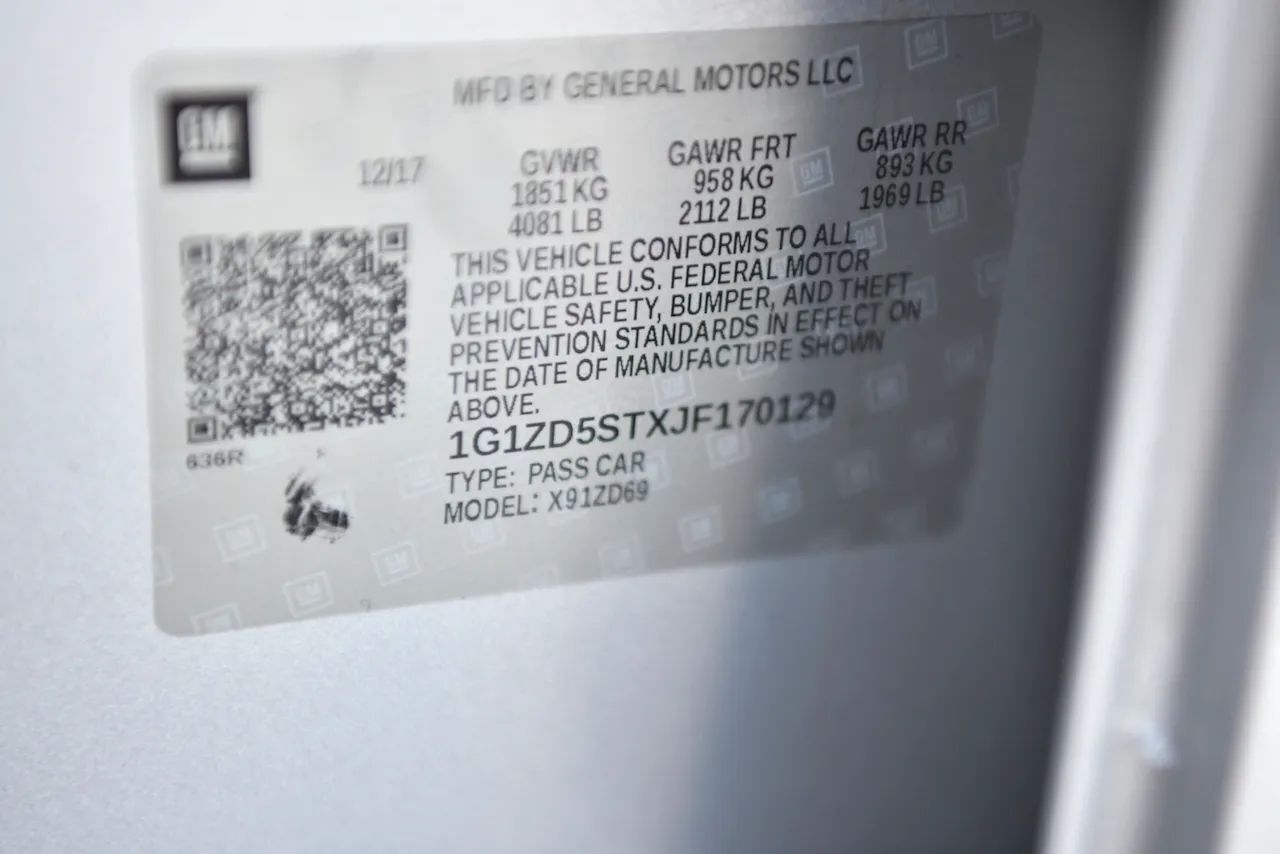 GM
MFD BY GENERAL MOTORS LLC
12/17
GVWR
1851 KG
4081 LB
GAWR FRT
958 KG
2112 LB
GAWR RR
893 KG
1969 LB
THIS VEHICLE CONFORMS TO ALL
APPLICABLE U.S. FEDERAL MOTOR
VEHICLE SAFETY, BUMPER, AND THEFT
PREVENTION STANDARDS IN EFFECT ON
THE DATE OF MANUFACTURE SHOWN
ABOVE.
1G1ZD5STXJF170129
TYPE: PASS CAR
MODEL: X91ZD69
636R